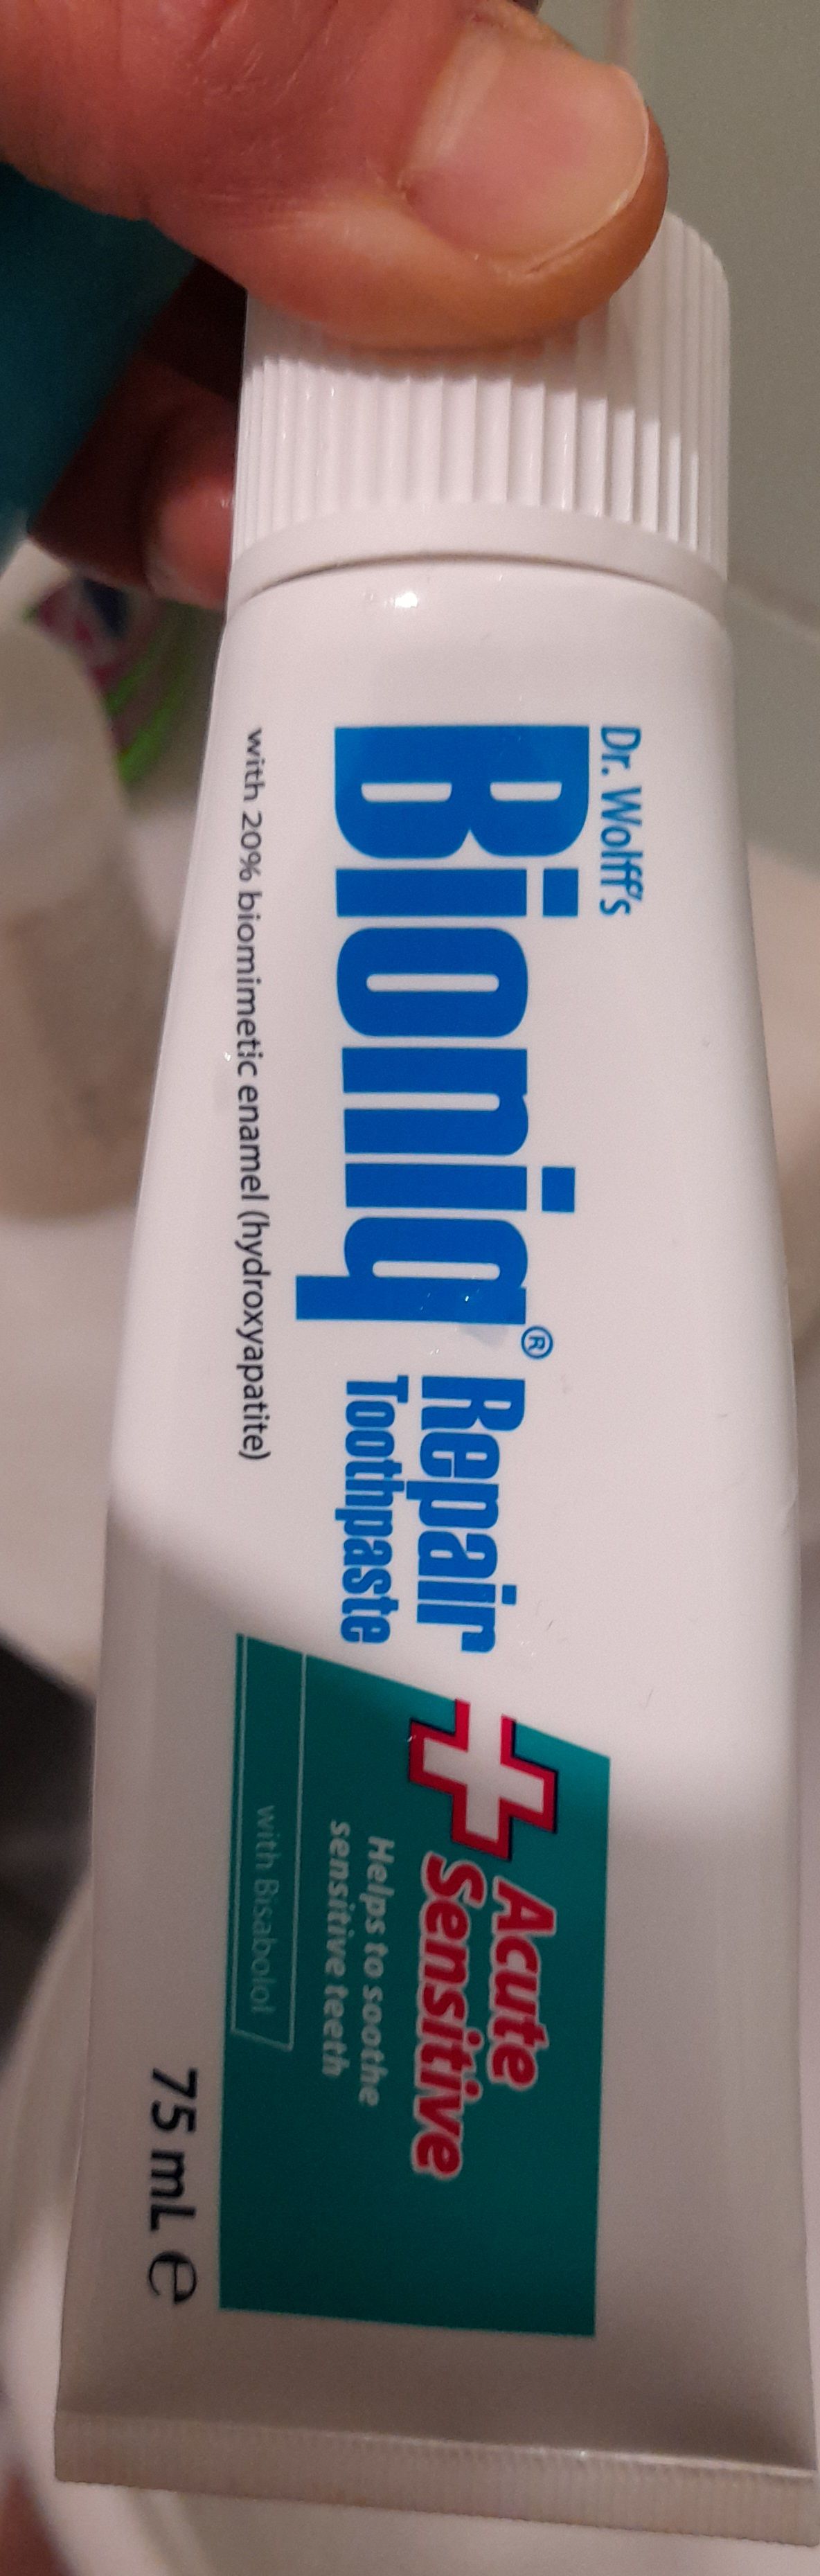 Dr. Wolff's
Bioniq® Repair
Toothpaste
with 20% biomimetic enamel (hydroxyapatite)
Acute
Sensitive
Helps to soothe
sensitive teeth
with Bisabolol
75 mL ℮